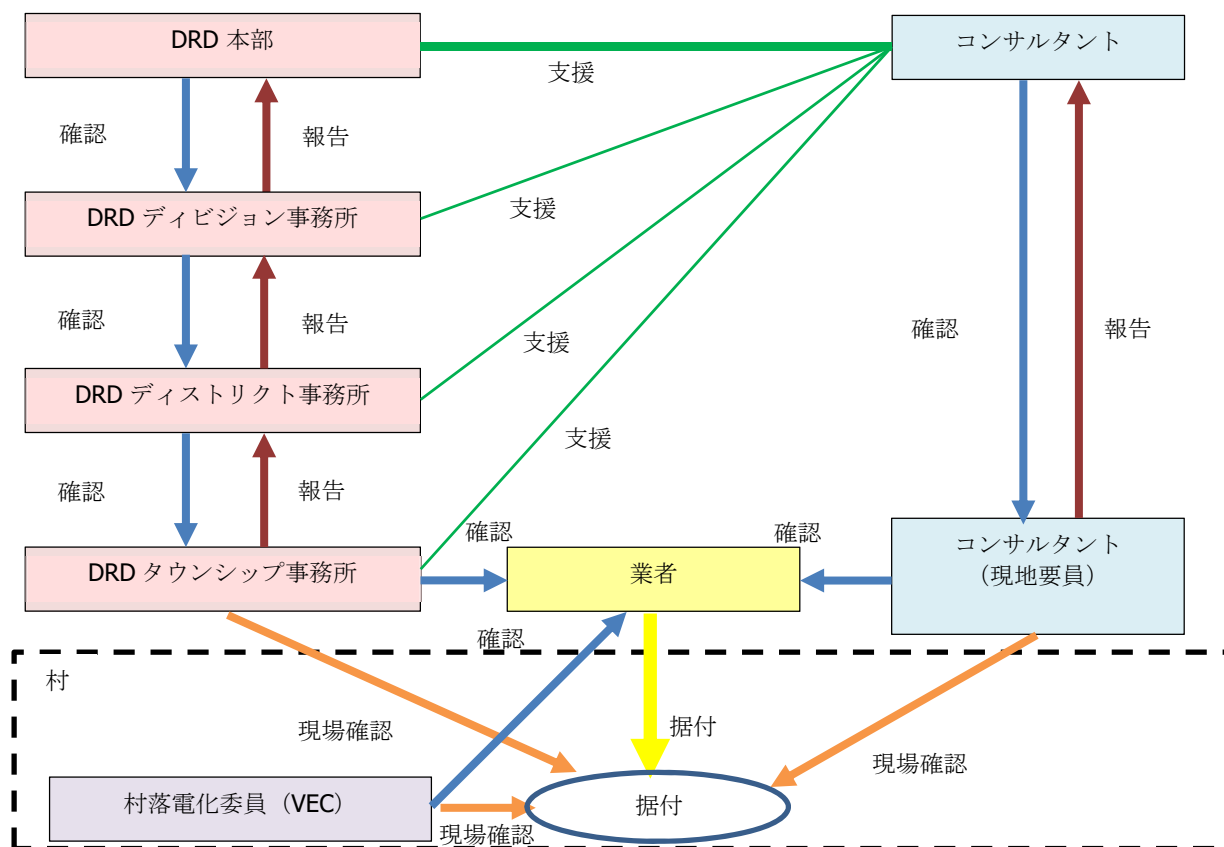 DRD 本部
コンサルタント
支援
確認
報告
DRD ディビジョン事務所
支援
確認
報告
支援
確認
報告
DRD ディストリクト事務所
支援
確認
報告
確認
確認
DRD タウンシップ事務所
業者
コンサルタント
（現地要員）
確認
村
現場確認
据付
現場確認
村落電化委員（VEC）
据付
現場確認